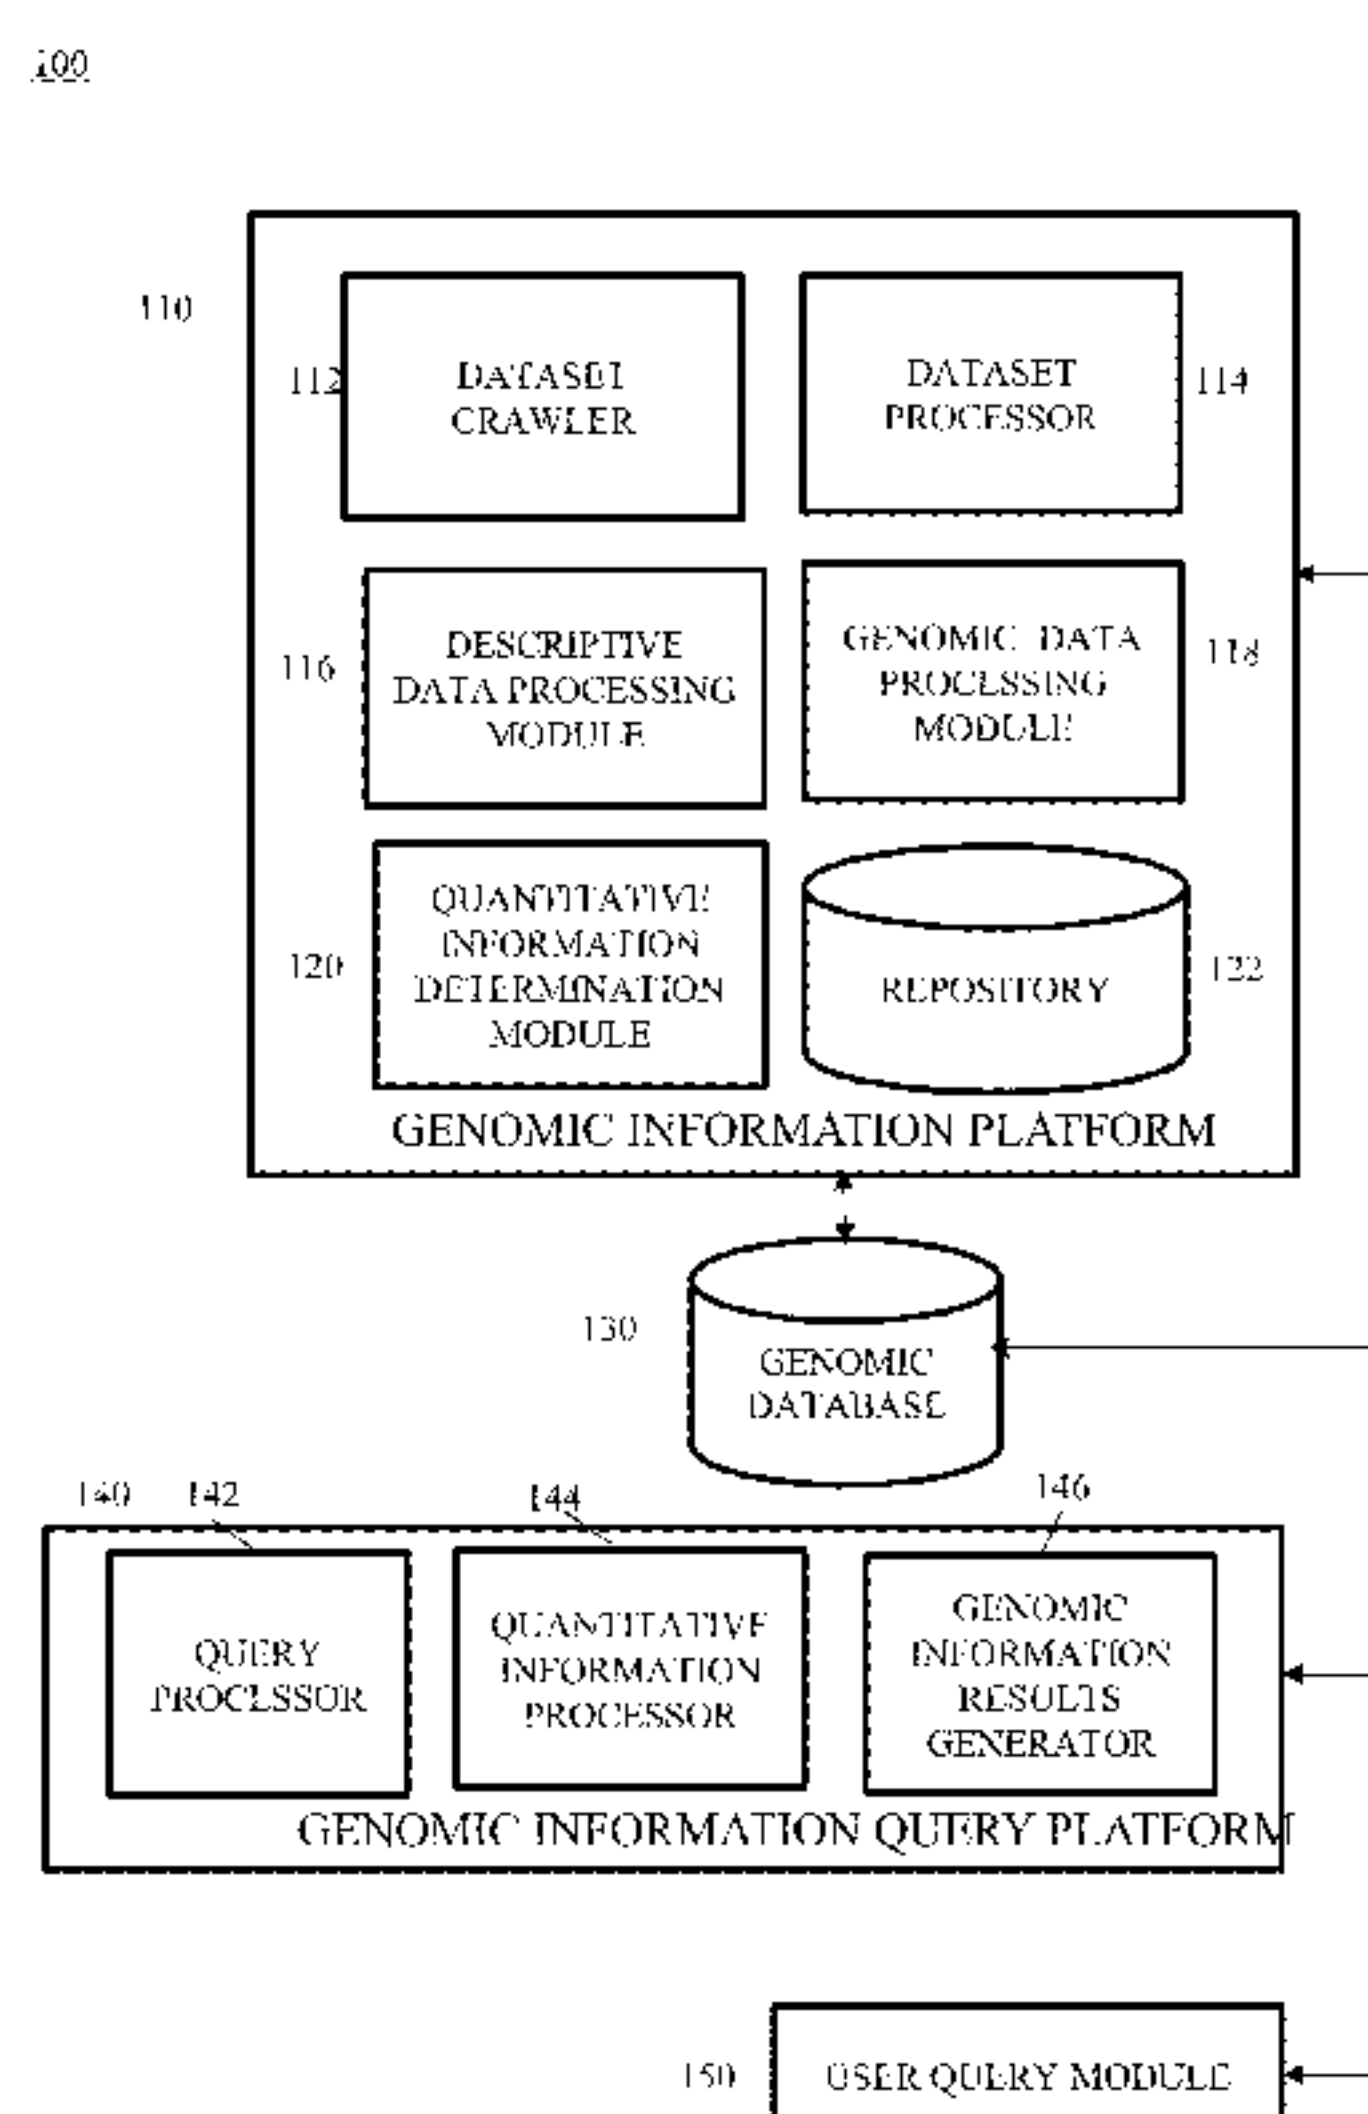 100
110
112
DATASET
CRAWLER
DATASET
PROCESSOR
114
116
DESCRIPTIVE
DATA PROCESSING
MODULE
GENOMIC DATA
PROCESSING
MODULE
118
120
QUANTITATIVE
INFORMATION
DETERMINATION
MODULE
REPOSITORY
122
GENOMIC INFORMATION PLATFORM
130
GENOMIC
DATABASE
140
142
144
146
QUERY
PROCESSOR
QUANTITATIVE
INFORMATION
PROCESSOR
GENOMIC
INFORMATION
RESULTS
GENERATOR
GENOMIC INFORMATION QUERY PLATFORM
150
USER QUERY MODULE